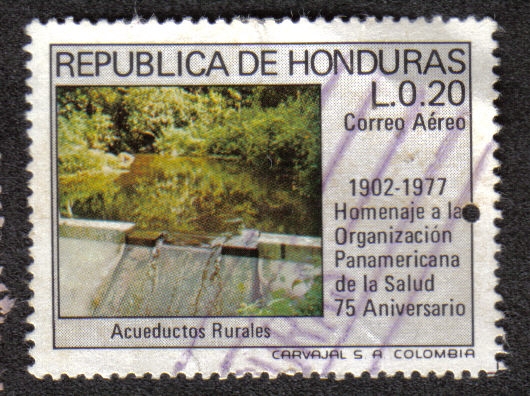 REPUBLICA DE HONDURAS
L.0.20
Correo Aéreo
1902-1977
Homenaje a la
Organización
Panamericana
de la Salud
75 Aniversario
Acueductos Rurales
CARVAJAL S A COLOMBIA